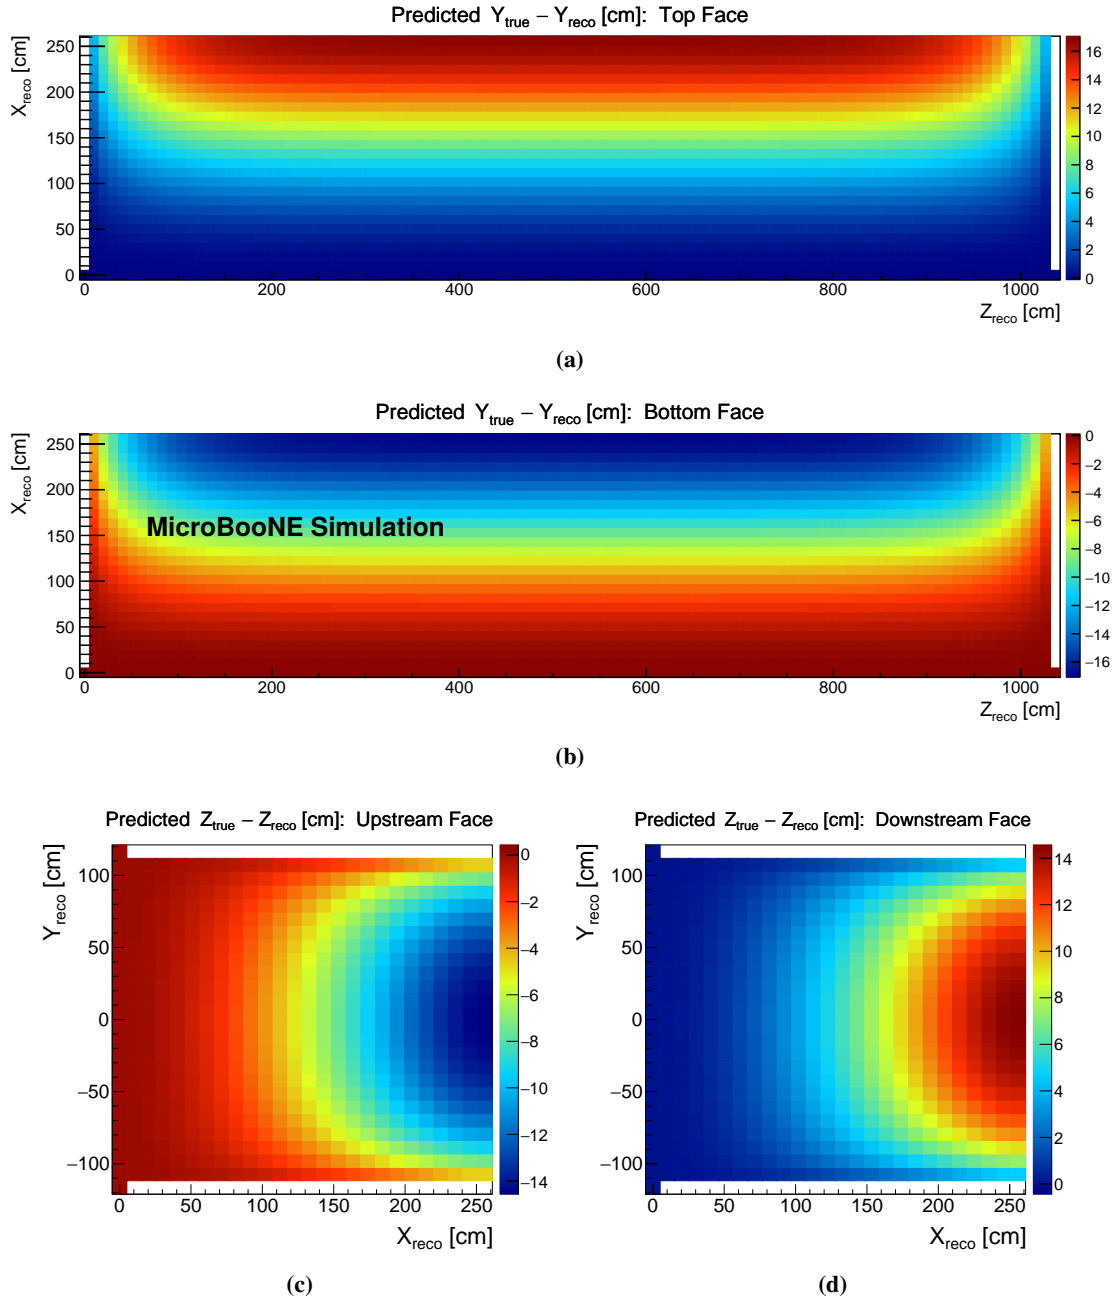 Predicted Y_true – Y_reco [cm]: Top Face
X_reco [cm]
250
200
150
100
50
0
0 200 400 600 800 1000
Z_reco [cm]
16
14
12
10
8
6
4
2
0
(a)
Predicted Y_true – Y_reco [cm]: Bottom Face
X_reco [cm]
250
200
150
100
50
0
MicroBooNE Simulation
0 200 400 600 800 1000
Z_reco [cm]
0
–2
–4
–6
–8
–10
–12
–14
–16
(b)
Predicted Z_true – Z_reco [cm]: Upstream Face
Y_reco [cm]
100
50
0
–50
–100
0 50 100 150 200 250
X_reco [cm]
0
–2
–4
–6
–8
–10
–12
–14
(c)
Predicted Z_true – Z_reco [cm]: Downstream Face
Y_reco [cm]
100
50
0
–50
–100
0 50 100 150 200 250
X_reco [cm]
14
12
10
8
6
4
2
0
(d)